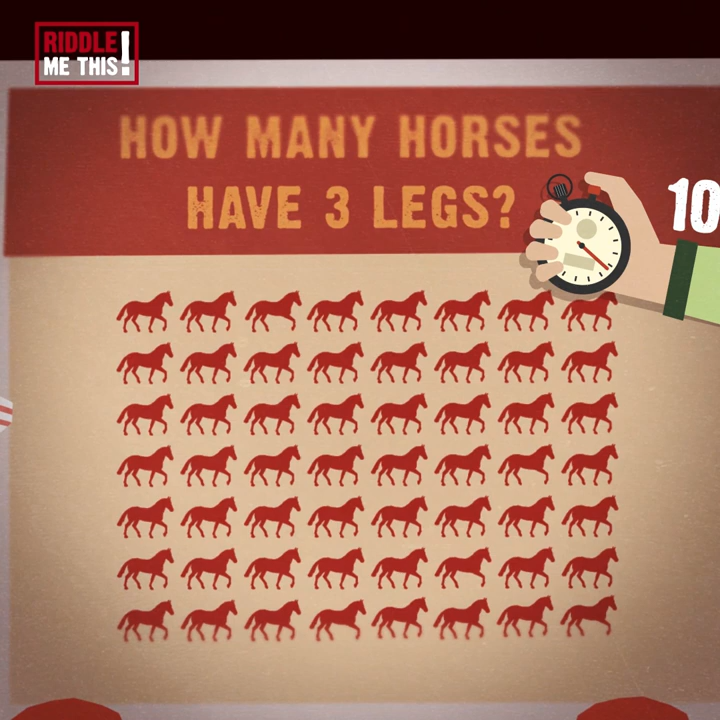 RIDDLE
ME THIS!
HOW MANY HORSES
HAVE 3 LEGS?
10